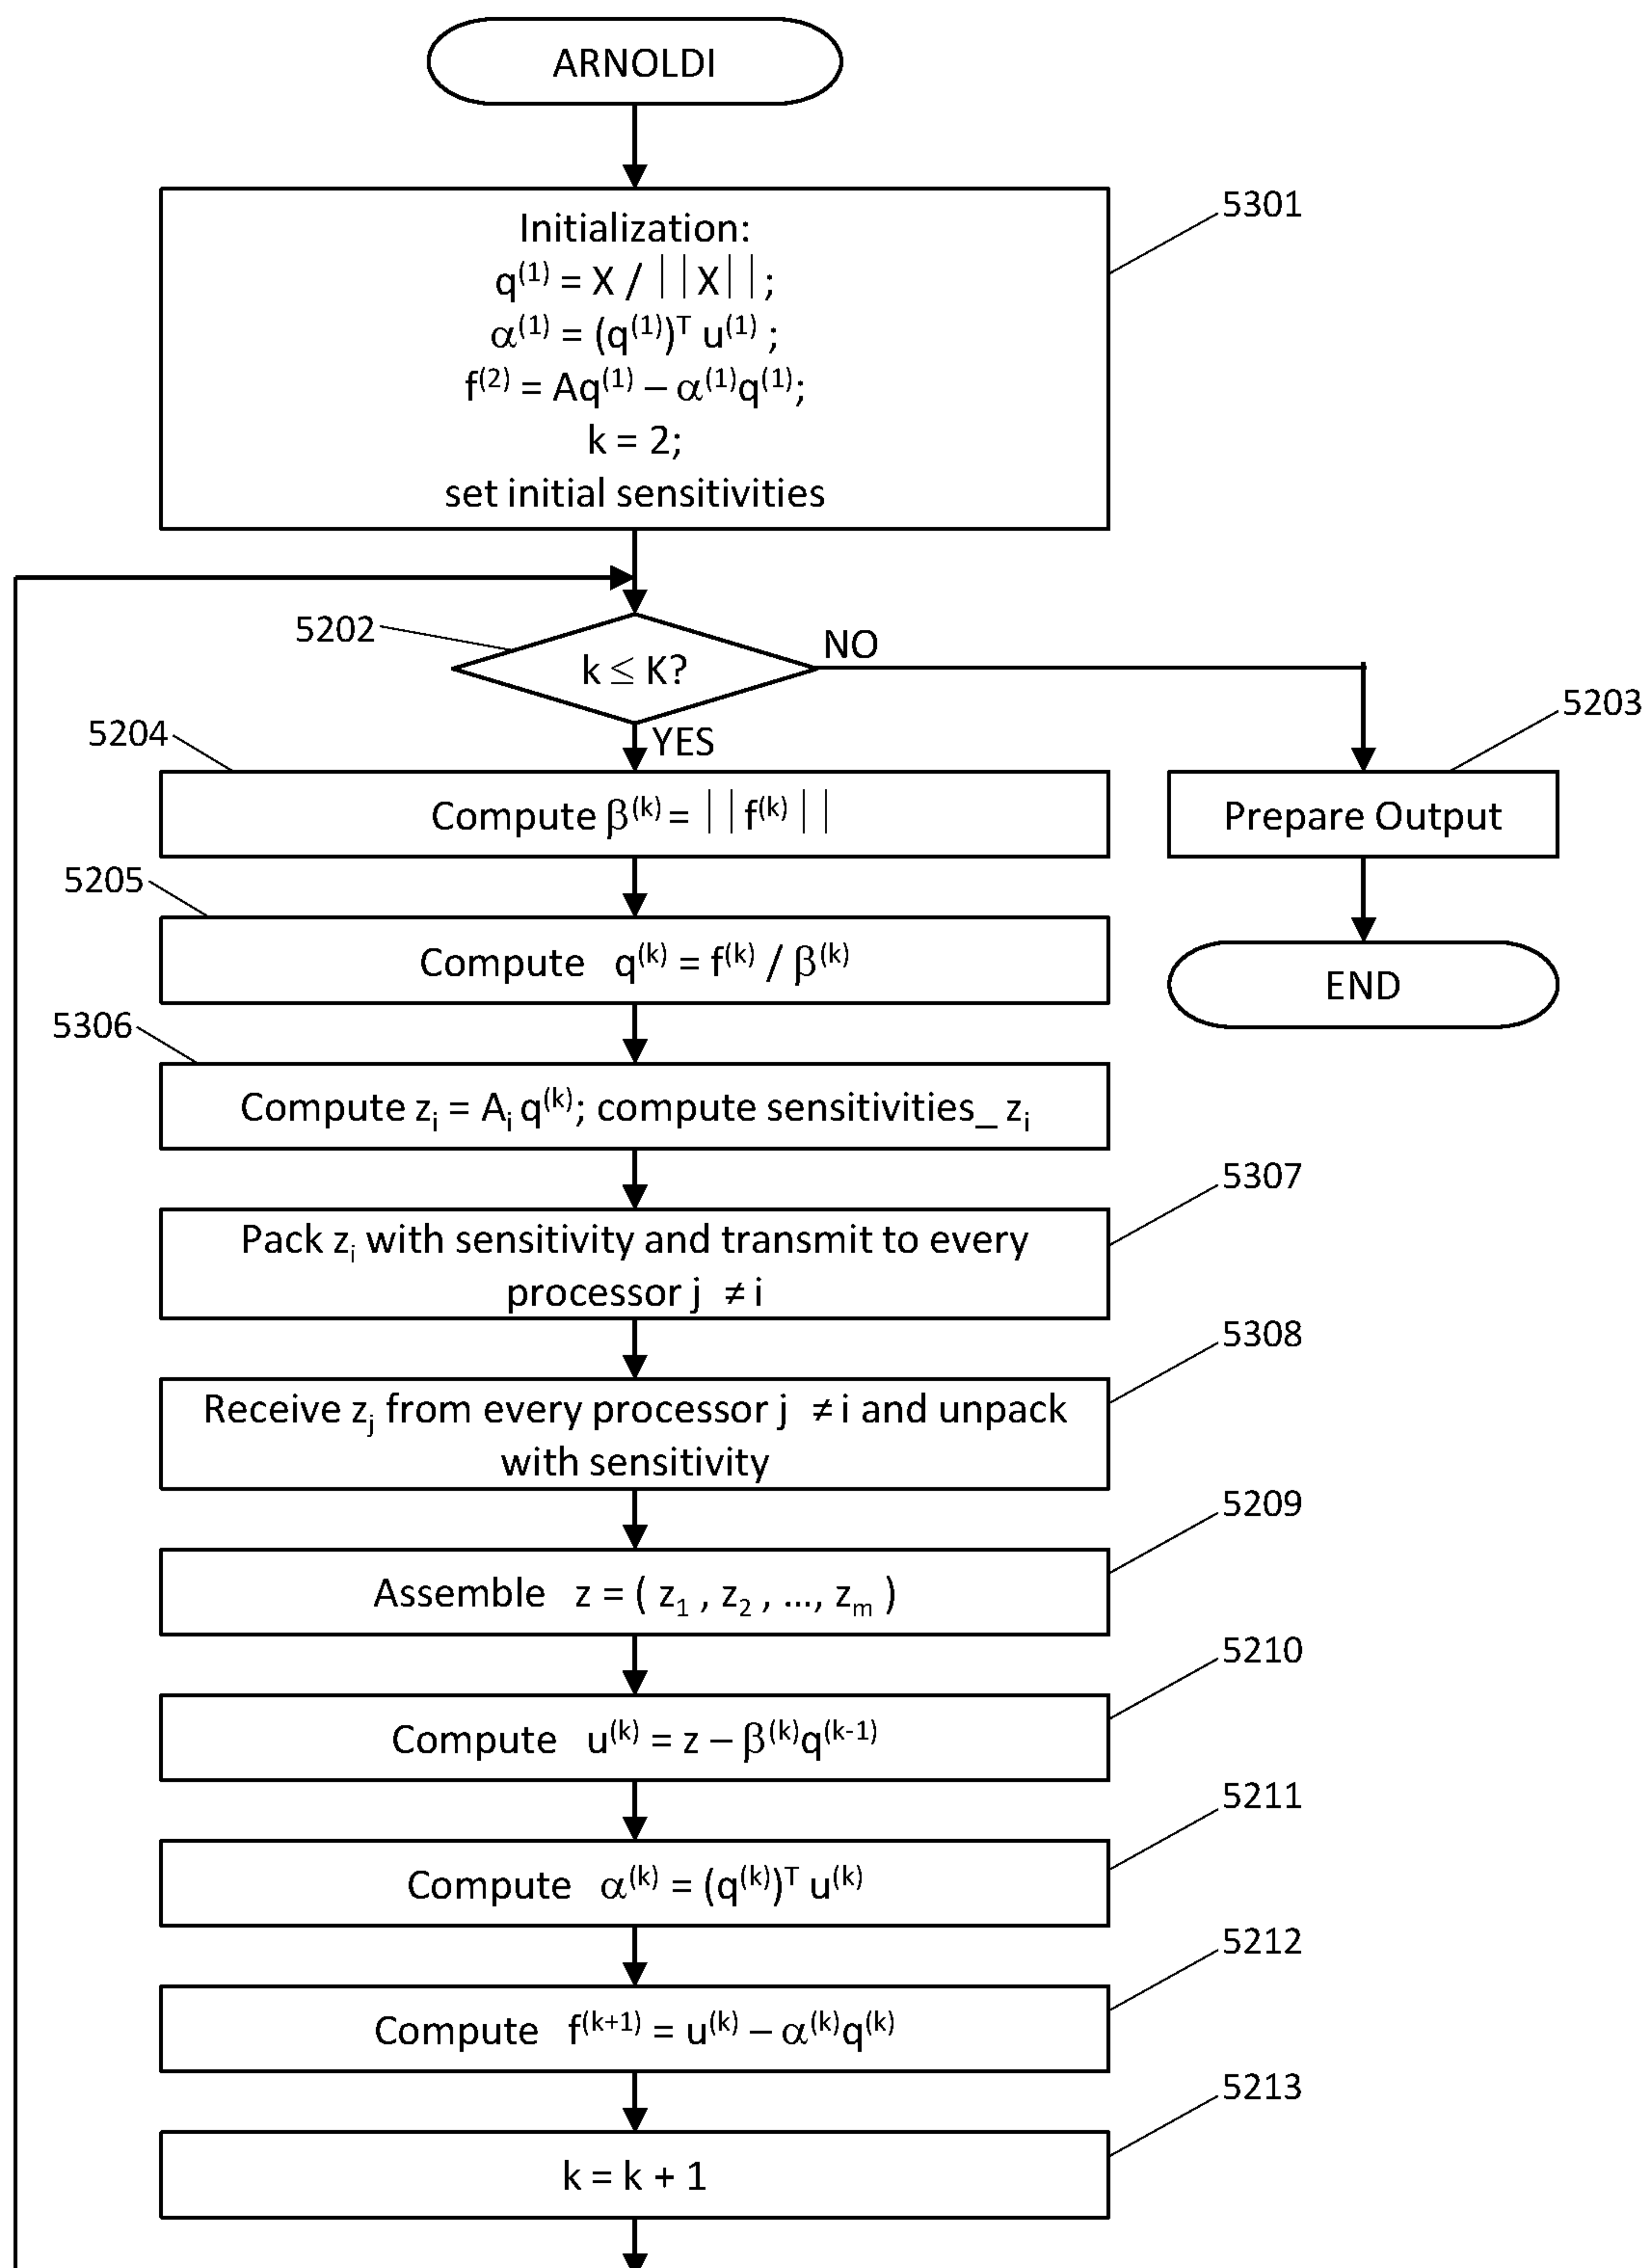 ARNOLDI
5301
Initialization:
q⁽¹⁾ = X / ||X||;
α⁽¹⁾ = (q⁽¹⁾)ᵀ u⁽¹⁾ ;
f⁽²⁾ = Aq⁽¹⁾ – α⁽¹⁾q⁽¹⁾;
k = 2;
set initial sensitivities
5202
k ≤ K?
NO
YES
5203
Prepare Output
END
5204
Compute β⁽ᵏ⁾ = ||f⁽ᵏ⁾||
5205
Compute q⁽ᵏ⁾ = f⁽ᵏ⁾ / β⁽ᵏ⁾
5306
Compute zᵢ = Aᵢ q⁽ᵏ⁾; compute sensitivities_ zᵢ
5307
Pack zᵢ with sensitivity and transmit to every
processor j ≠ i
5308
Receive zⱼ from every processor j ≠ i and unpack
with sensitivity
5209
Assemble z = ( z₁ , z₂ , ..., zₘ )
5210
Compute u⁽ᵏ⁾ = z – β⁽ᵏ⁾q⁽ᵏ⁻¹⁾
5211
Compute α⁽ᵏ⁾ = (q⁽ᵏ⁾)ᵀ u⁽ᵏ⁾
5212
Compute f⁽ᵏ⁺¹⁾ = u⁽ᵏ⁾ – α⁽ᵏ⁾q⁽ᵏ⁾
5213
k = k + 1